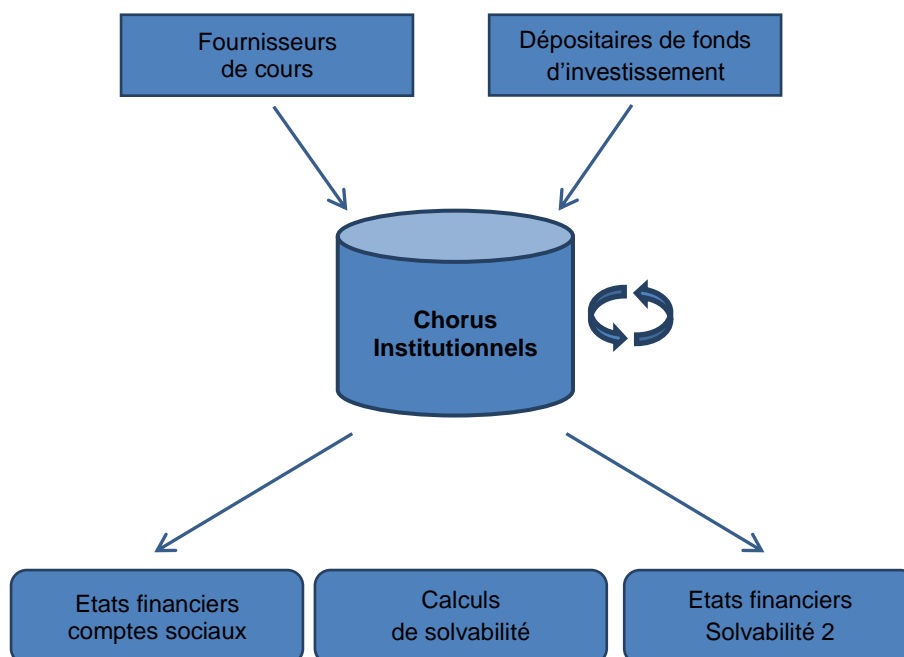 Fournisseurs
de cours
Dépositaires de fonds
d’investissement
Chorus
Institutionnels
Etats financiers
comptes sociaux
Calculs
de solvabilité
Etats financiers
Solvabilité 2